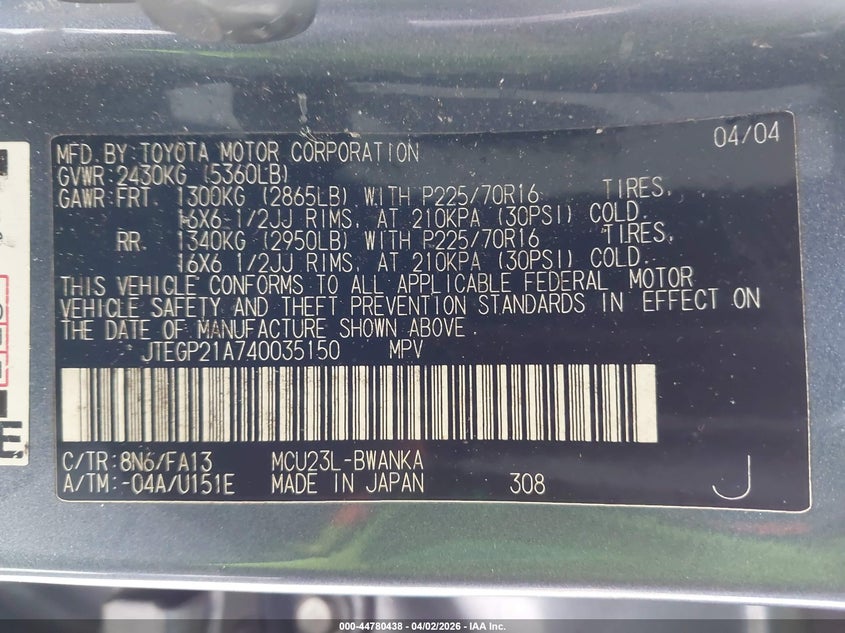 04/04
MFD. BY TOYOTA MOTOR CORPORATION
GVWR: 2430KG (5360LB)
GAWR: FRT. 1300KG (2865LB) WITH P225/70R16 TIRES,
16X6 1/2JJ RIMS, AT 210KPA (30PSI) COLD.
RR. 1340KG (2950LB) WITH P225/70R16 TIRES,
16X6 1/2JJ RIMS, AT 210KPA (30PSI) COLD.
THIS VEHICLE CONFORMS TO ALL APPLICABLE FEDERAL MOTOR
VEHICLE SAFETY AND THEFT PREVENTION STANDARDS IN EFFECT ON
THE DATE OF MANUFACTURE SHOWN ABOVE.
JTEGP21A740035150 MPV
C/TR: 8N6/FA13 MCU23L-BWANKA
A/TM: -04A/U151E MADE IN JAPAN 308 J
E
000-44780438 - 04/02/2026 - IAA Inc.